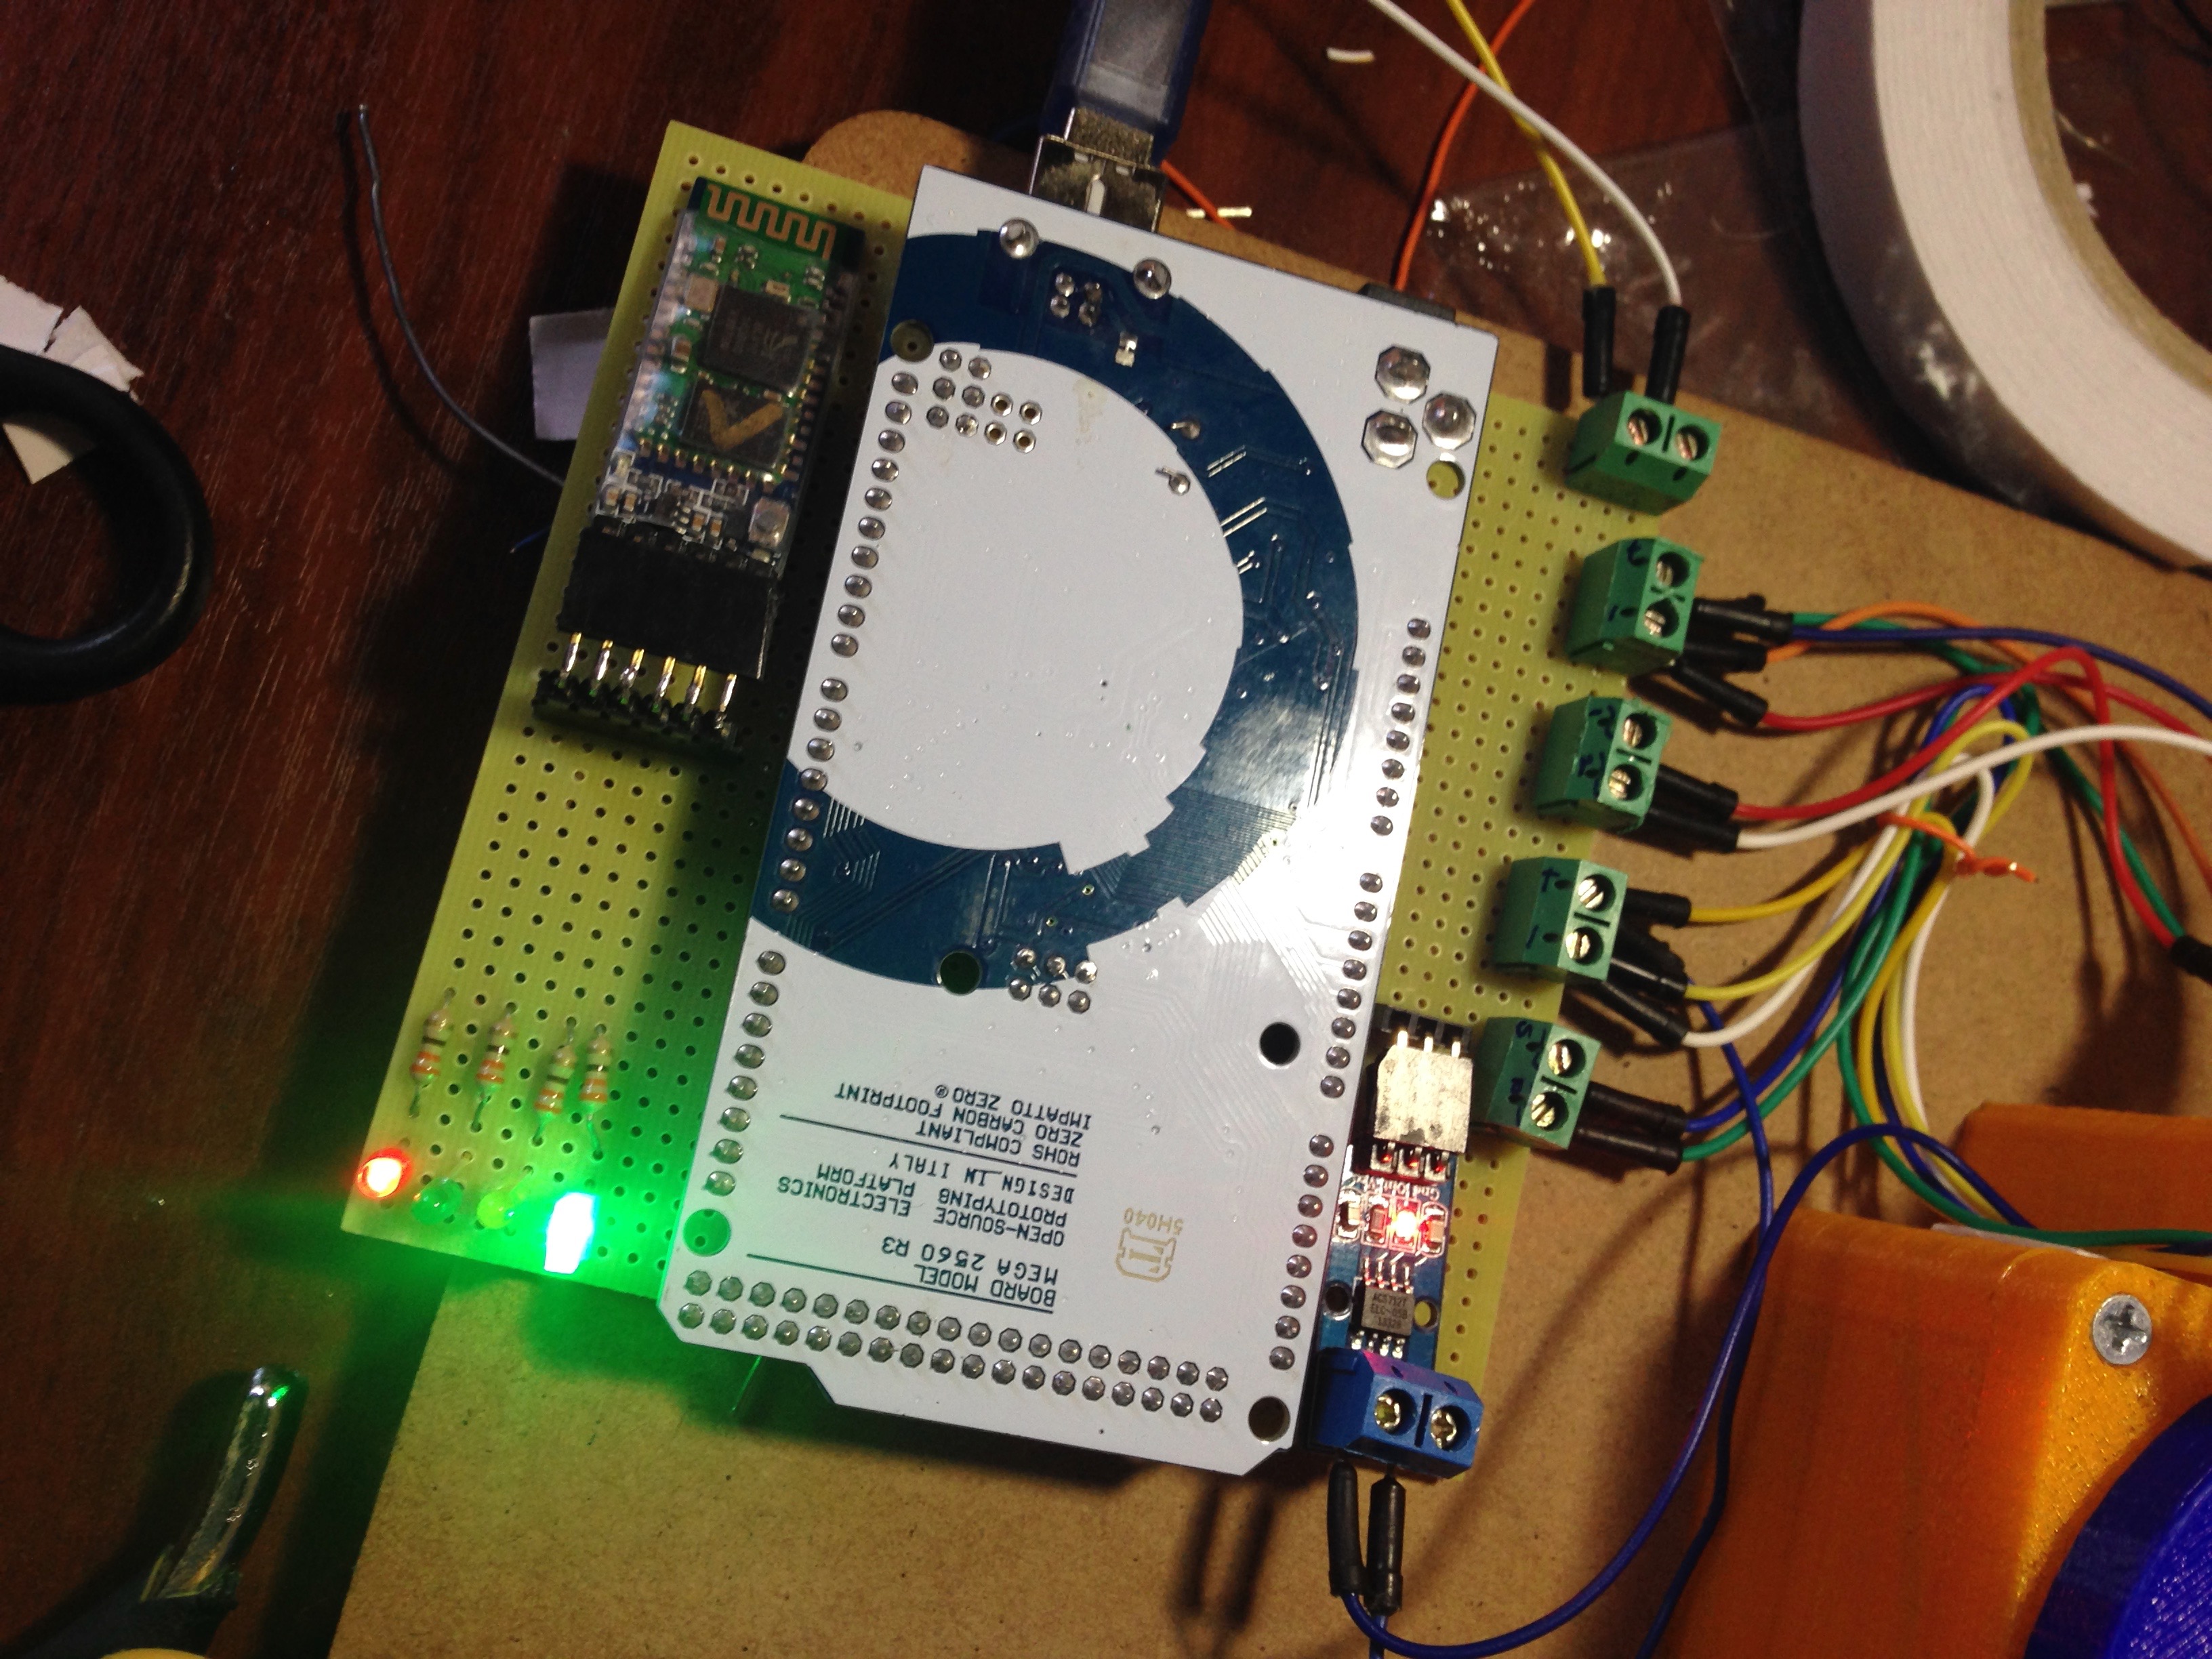 BOARD MODEL
MEGA 2560 R3
OPEN-SOURCE ELECTRONICS
PROTOTYPING PLATFORM
DESIGN IN ITALY
ROHS COMPLIANT
ZERO CARBON FOOTPRINT
IMPATTO ZERO®
5H040